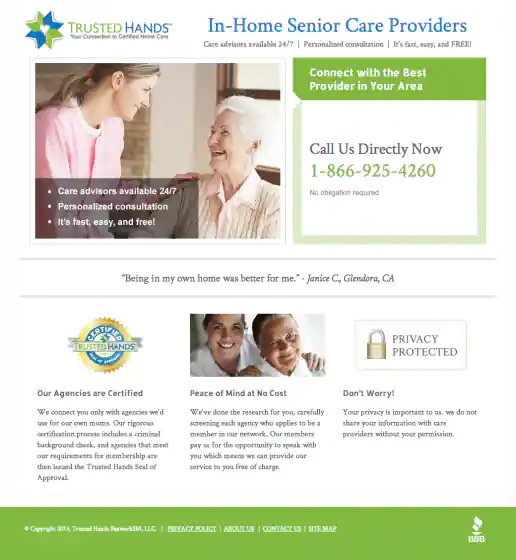 TRUSTED HANDS
Your Connection to Certified Home Care
In-Home Senior Care Providers
Care advisors available 24/7 | Personalized consultation | It's fast, easy, and FREE!
Connect with the Best
Provider in Your Area
Call Us Directly Now
1-866-925-4260
No obligation required
• Care advisors available 24/7
• Personalized consultation
• It's fast, easy, and free!
“Being in my own home was better for me.” - Janice C., Glendora, CA
CERTIFIED
TRUSTED HANDS
SEAL OF APPROVAL
PRIVACY
PROTECTED
Our Agencies are Certified
We connect you only with agencies we'd
use for our own moms. Our rigorous
certification process includes a criminal
background check, and agencies that meet
our requirements for membership are
then issued the Trusted Hands Seal of
Approval.
Peace of Mind at No Cost
We've done the research for you, carefully
screening each agency who applies to be a
member in our network. Our members
pay us for the opportunity to speak with
you which means we can provide our
service to you free of charge.
Don't Worry!
Your privacy is important to us. we do not
share your information with care
providers without your permission.
© Copyright 2015, Trusted Hands Network, LLC. | PRIVACY POLICY | ABOUT US | CONTACT US | SITE MAP
BBB